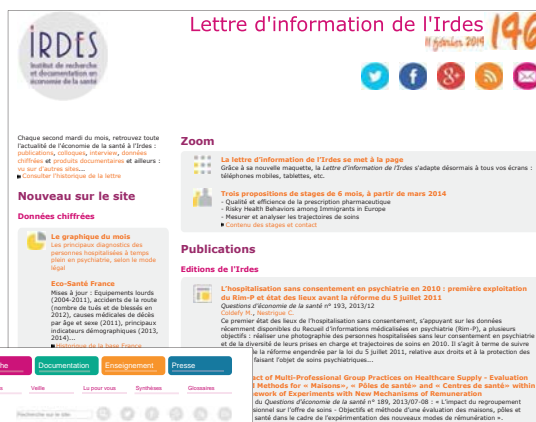 IRDES
Institut de recherche
et documentation en
économie de la santé
Lettre d'information de l'Irdes
11 février 2014
146
Chaque second mardi du mois, retrouvez toute
l'actualité de l'économie de la santé à l'Irdes :
publications, colloques, interview, données
chiffrées et produits documentaires et ailleurs :
vu sur d'autres sites...
Consulter l'historique de la lettre
Nouveau sur le site
Données chiffrées
Le graphique du mois
Les principaux diagnostics des
personnes hospitalisées à temps
plein en psychiatrie, selon le mode
légal
Eco-Santé France
Mises à jour : Equipements lourds
(2004-2011), accidents de la route
(nombre de tués et de blessés en
2012), causes médicales de décès
par âge et sexe (2011), principaux
indicateurs démographiques (2013,
2014)...
Historique de la base France
Zoom
La lettre d'information de l'Irdes se met à la page
Grâce à sa nouvelle maquette, la Lettre d'information de l'Irdes s'adapte désormais à tous vos écrans :
téléphones mobiles, tablettes, etc.
Trois propositions de stages de 6 mois, à partir de mars 2014
- Qualité et efficience de la prescription pharmaceutique
- Risky Health Behaviors among Immigrants in Europe
- Mesurer et analyser les trajectoires de soins
Contenu des stages et contact
Publications
Editions de l'Irdes
L'hospitalisation sans consentement en psychiatrie en 2010 : première exploitation
du Rim-P et état des lieux avant la réforme du 5 juillet 2011
Questions d'économie de la santé n° 193, 2013/12
Coldefy M., Nestrigue C.
Ce premier état des lieux de l'hospitalisation sans consentement, s'appuyant sur les données
récemment disponibles du Recueil d'informations médicalisées en psychiatrie (Rim-P), a plusieurs
objectifs : réaliser une photographie des personnes hospitalisées sans leur consentement en psychiatrie
et de la diversité de leurs prises en charge et trajectoires de soins en 2010. Il s'agit à terme de suivre
de la réforme engendrée par la loi du 5 juillet 2011, relative aux droits et à la protection des
faisant l'objet de soins psychiatriques...
act of Multi-Professional Group Practices on Healthcare Supply - Evaluation
Methods for « Maisons», « Pôles de santé» and « Centres de santé» within
ework of Experiments with New Mechanisms of Remuneration
du Questions d'économie de la santé n° 189, 2013/07-08 : « L'impact du regroupement
sionnel sur l'offre de soins - Objectifs et méthode d'une évaluation des maisons, pôles et
santé dans le cadre de l'expérimentation des nouveaux modes de rémunération ».
he
Documentation
Enseignement
Presse
s
Veille
Lu pour vous
Synthèses
Glossaires
Recherche sur le site